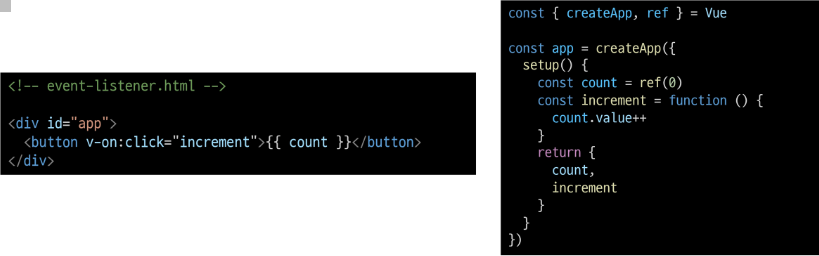 <!-- event-listener.html -->

<div id="app">
  <button v-on:click="increment">{{ count }}</button>
</div>

const { createApp, ref } = Vue

const app = createApp({
  setup() {
    const count = ref(0)
    const increment = function () {
      count.value++
    }
    return {
      count,
      increment
    }
  }
})